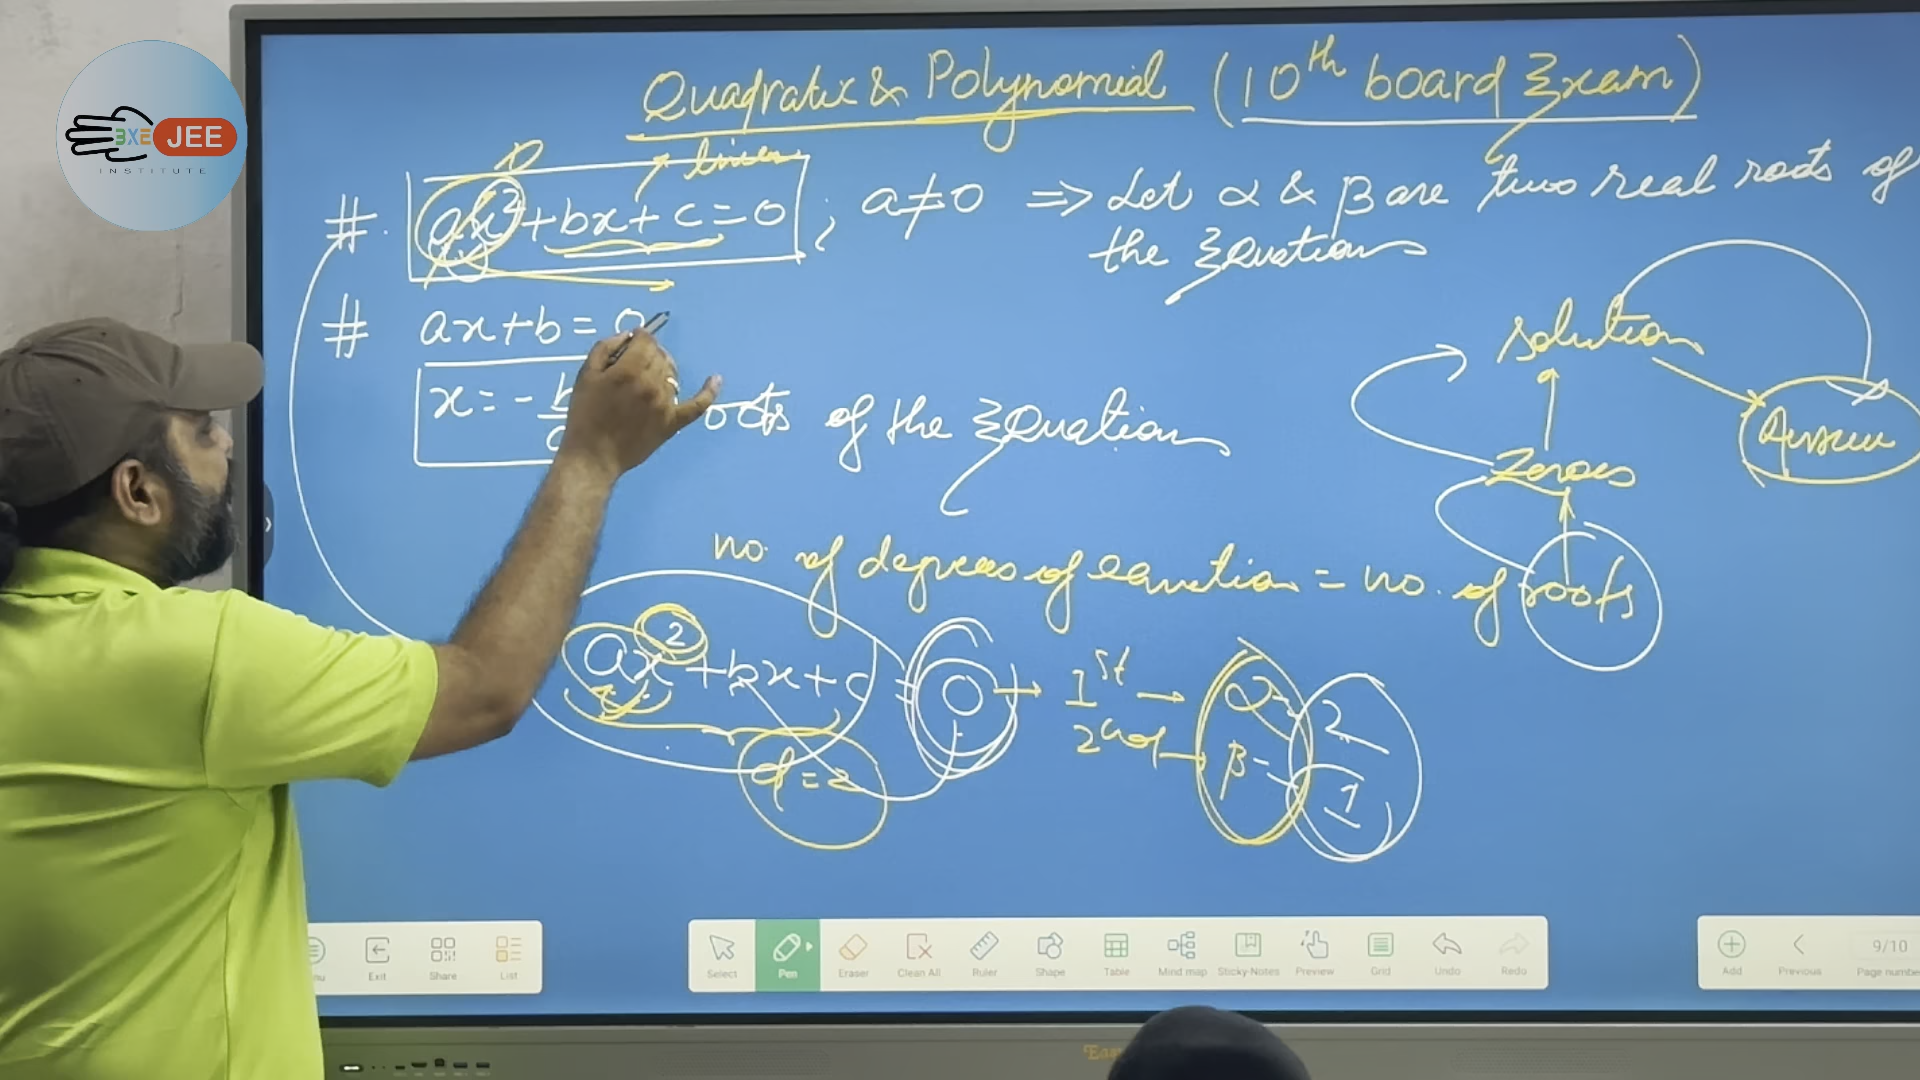 3XE JEE
INSTITUTE
Quadratic & Polynomial (10th board Exam)
linear
#. ax²+bx+c=0 ; a≠0 ⇒ Let α & β are two real roots of
the Equation
# ax+b=0
x=-b roots of the Equation
solution
Answer
Zeroes
no. of degrees of equation = no. of roots
ax²+bx+c=0 → 1st → α 2
2nd → β 1
d=2
Exit Share List
Select Pen Eraser Clean All Ruler Shape Table Mind map Sticky-Notes Preview Grid Undo Redo
Add Previous 9/10
Page number